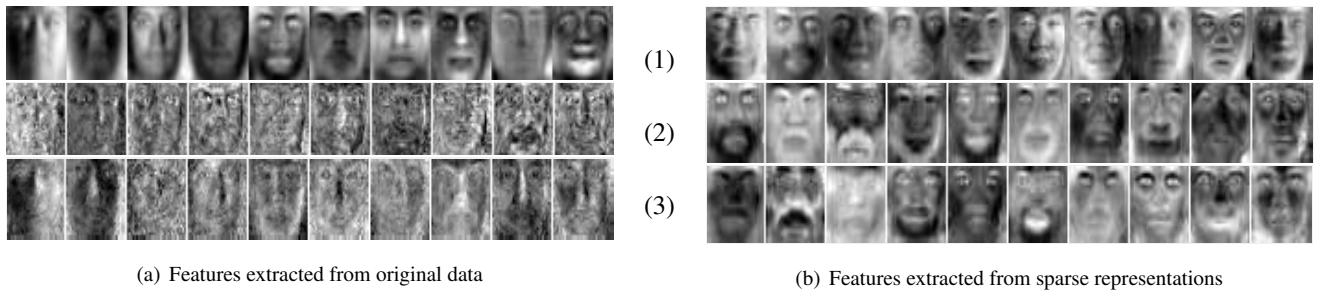 (1)
(2)
(3)
(a) Features extracted from original data
(b) Features extracted from sparse representations